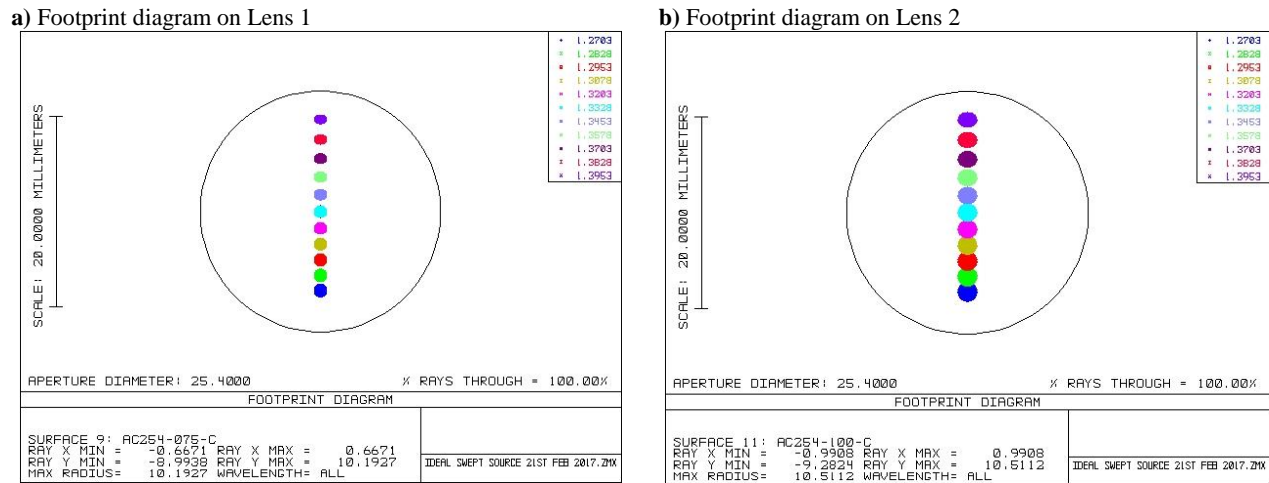 a) Footprint diagram on Lens 1
1.2703
1.2828
1.2953
1.3078
1.3203
1.3328
1.3453
1.3578
1.3703
1.3828
1.3953
SCALE: 20.0000 MILLIMETERS
APERTURE DIAMETER: 25.4000 % RAYS THROUGH = 100.00%
FOOTPRINT DIAGRAM
SURFACE 9: AC254-075-C
RAY X MIN = -0.6671 RAY X MAX = 0.6671
RAY Y MIN = -8.9938 RAY Y MAX = 10.1927
MAX RADIUS= 10.1927 WAVELENGTH= ALL
IDEAL SWEPT SOURCE 21ST FEB 2017.ZMX
b) Footprint diagram on Lens 2
1.2703
1.2828
1.2953
1.3078
1.3203
1.3328
1.3453
1.3578
1.3703
1.3828
1.3953
SCALE: 20.0000 MILLIMETERS
APERTURE DIAMETER: 25.4000 % RAYS THROUGH = 100.00%
FOOTPRINT DIAGRAM
SURFACE 11: AC254-100-C
RAY X MIN = -0.9908 RAY X MAX = 0.9908
RAY Y MIN = -9.2824 RAY Y MAX = 10.5112
MAX RADIUS= 10.5112 WAVELENGTH= ALL
IDEAL SWEPT SOURCE 21ST FEB 2017.ZMX